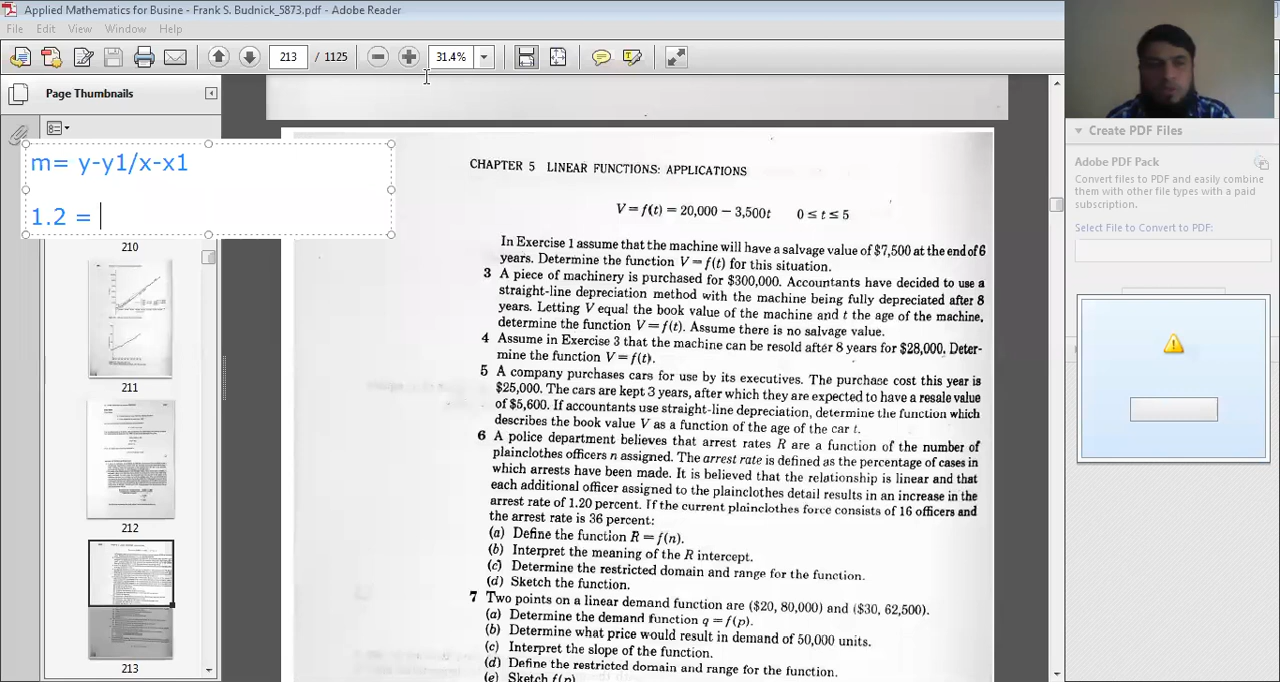 Applied Mathematics for Busine - Frank S. Budnick_5873.pdf - Adobe Reader
File Edit View Window Help
213 / 1125 31.4%
Page Thumbnails
m= y-y1/x-x1
1.2 =
210
211
212
213
CHAPTER 5 LINEAR FUNCTIONS: APPLICATIONS
V = f(t) = 20,000 − 3,500t 0 ≤ t ≤ 5
In Exercise 1 assume that the machine will have a salvage value of $7,500 at the end of 6
years. Determine the function V = f(t) for this situation.
3 A piece of machinery is purchased for $300,000. Accountants have decided to use a
straight-line depreciation method with the machine being fully depreciated after 8
years. Letting V equal the book value of the machine and t the age of the machine,
determine the function V = f(t). Assume there is no salvage value.
4 Assume in Exercise 3 that the machine can be resold after 8 years for $28,000. Deter-
mine the function V = f(t).
5 A company purchases cars for use by its executives. The purchase cost this year is
$25,000. The cars are kept 3 years, after which they are expected to have a resale value
of $5,600. If accountants use straight-line depreciation, determine the function which
describes the book value V as a function of the age of the car t.
6 A police department believes that arrest rates R are a function of the number of
plainclothes officers n assigned. The arrest rate is defined as the percentage of cases in
which arrests have been made. It is believed that the relationship is linear and that
each additional officer assigned to the plainclothes detail results in an increase in the
arrest rate of 1.20 percent. If the current plainclothes force consists of 16 officers and
the arrest rate is 36 percent:
(a) Define the function R = f(n).
(b) Interpret the meaning of the R intercept.
(c) Determine the restricted domain and range for the function.
(d) Sketch the function.
7 Two points on a linear demand function are ($20, 80,000) and ($30, 62,500).
(a) Determine the demand function q = f(p).
(b) Determine what price would result in demand of 50,000 units.
(c) Interpret the slope of the function.
(d) Define the restricted domain and range for the function.
(e) Sketch f(p).
Create PDF Files
Adobe PDF Pack
Convert files to PDF and easily combine
them with other file types with a paid
subscription.
Select File to Convert to PDF: